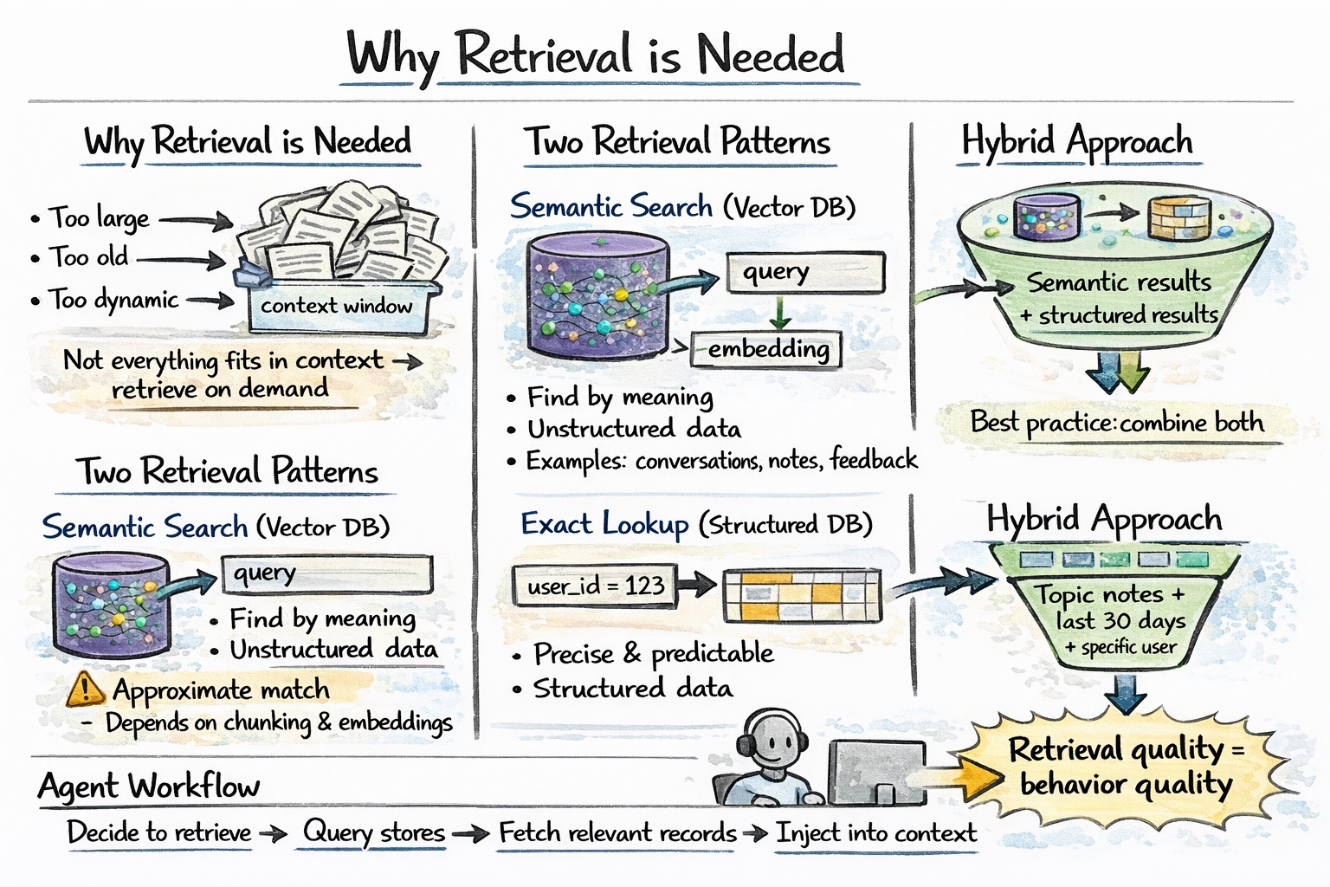 Why Retrieval is Needed
Why Retrieval is Needed
• Too large
• Too old
• Too dynamic
context window
Not everything fits in context →
retrieve on demand
Two Retrieval Patterns
Semantic Search (Vector DB)
query
• Find by meaning
• Unstructured data
Approximate match
- Depends on chunking & embeddings
Two Retrieval Patterns
Semantic Search (Vector DB)
query
embedding
• Find by meaning
• Unstructured data
• Examples: conversations, notes, feedback
Exact Lookup (Structured DB)
user_id = 123
• Precise & predictable
• Structured data
Hybrid Approach
Semantic results
+ structured results
Best practice: combine both
Hybrid Approach
Topic notes +
last 30 days
+ specific user
Retrieval quality =
behavior quality
Agent Workflow
Decide to retrieve → Query stores → Fetch relevant records → Inject into context